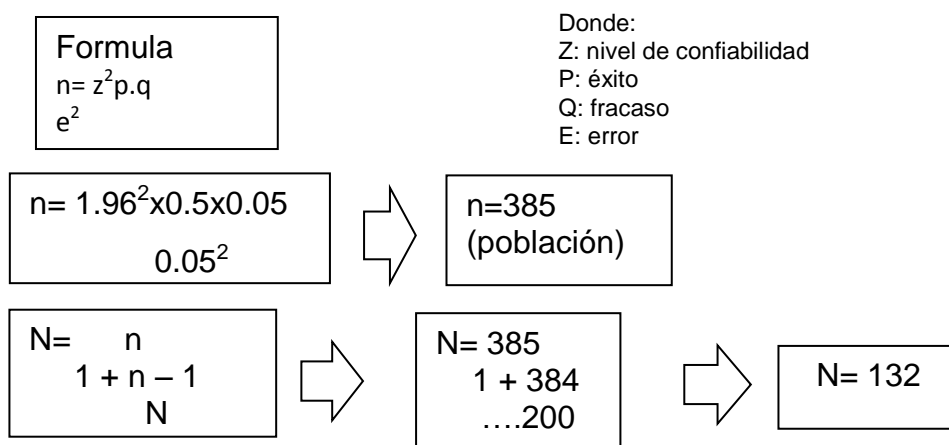 Formula
n= z²p.q
e²
Donde:
Z: nivel de confiabilidad
P: éxito
Q: fracaso
E: error
n= 1.96²x0.5x0.05
0.05²
n=385
(población)
N= n
1 + n – 1
N
N= 385
1 + 384
….200
N= 132